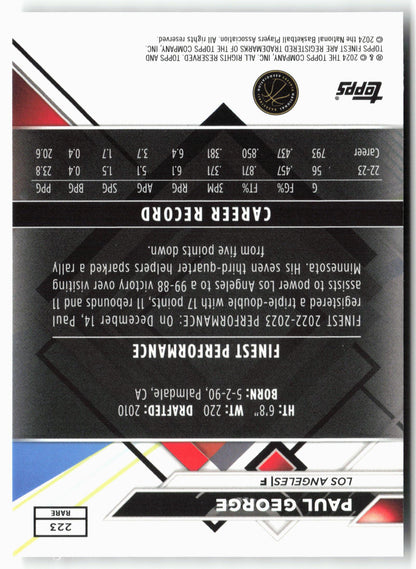 223
RARE
PAUL GEORGE
LOS ANGELES|F
HT: 6'8" WT: 220 DRAFTED: 2010
BORN: 5-2-90, Palmdale, CA
FINEST PERFORMANCE
FINEST 2022-2023 PERFORMANCE: On December, 14, Paul,
registered a triple-double with 17 points, 11 rebounds and 11
assists to power Los Angeles to a 99-88 victory over visiting
Minnesota. His seven third-quarter helpers sparked a rally
from five points down.
CAREER RECORD
G FG% FT% 3PM RPG APG SPG BPG PPG
22-23 56 .457 .871 .371 6.1 5.1 1.5 0.4 23.8
Career 793 .437 .850 .381 6.4 3.7 1.7 0.4 20.6
topps®
® & © 2024 THE TOPPS COMPANY, INC. ALL RIGHTS RESERVED. TOPPS AND
TOPPS FINEST ARE REGISTERED TRADEMARKS OF THE TOPPS COMPANY, INC.
© 2024 the National Basketball Players Association. All rights reserved.